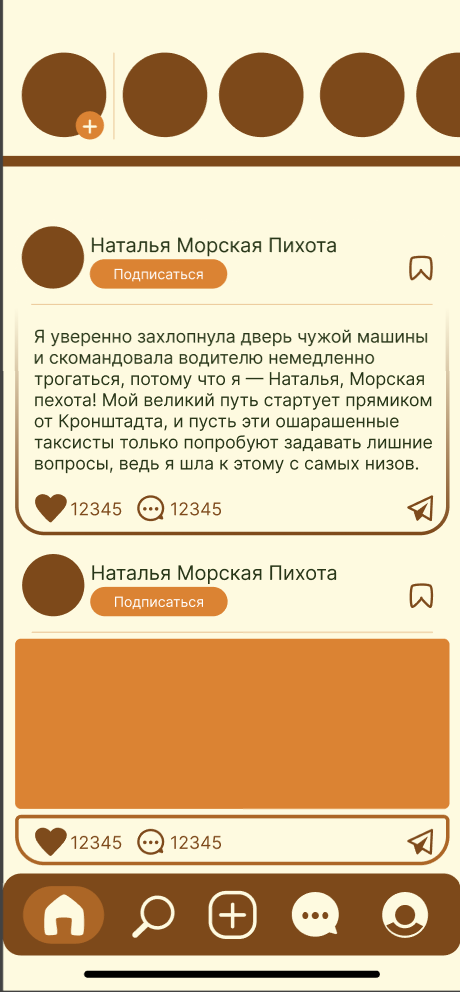 Наталья Морская Пихота
Подписаться
Я уверенно захлопнула дверь чужой машины
и скомандовала водителю немедленно
трогаться, потому что я — Наталья, Морская
пехота! Мой великий путь стартует прямиком
от Кронштадта, и пусть эти ошарашенные
таксисты только попробуют задавать лишние
вопросы, ведь я шла к этому с самых низов.
12345 12345
Наталья Морская Пихота
Подписаться
12345 12345